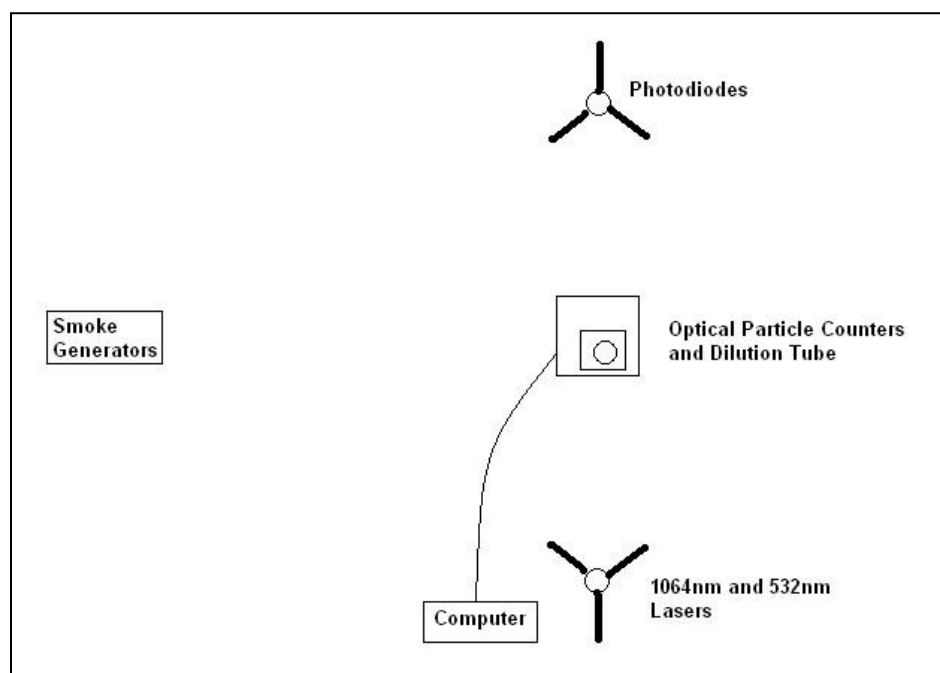 Photodiodes
Smoke
Generators
Optical Particle Counters
and Dilution Tube
1064nm and 532nm
Lasers
Computer